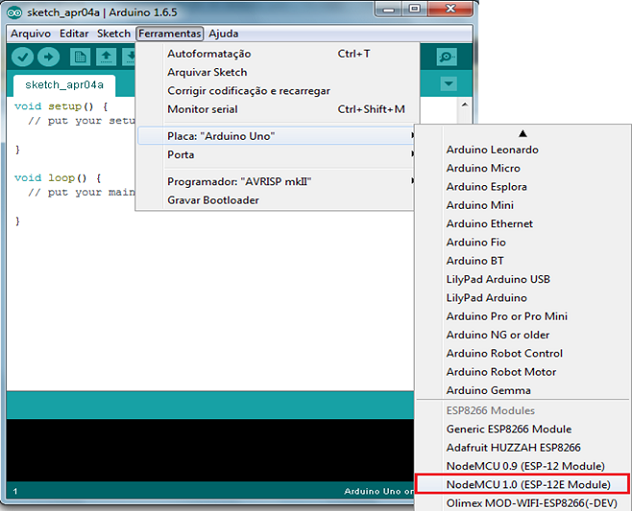 sketch_apr04a | Arduino 1.6.5
Arquivo Editar Sketch Ferramentas Ajuda
sketch_apr04a
void setup() {
// put your setu
}
void loop() {
// put your main
}
Autoformatação Ctrl+T
Arquivar Sketch
Corrigir codificação e recarregar
Monitor serial Ctrl+Shift+M
Placa: "Arduino Uno"
Porta
Programador: "AVRISP mkII"
Gravar Bootloader
Arduino Leonardo
Arduino Micro
Arduino Esplora
Arduino Mini
Arduino Ethernet
Arduino Fio
Arduino BT
LilyPad Arduino USB
LilyPad Arduino
Arduino Pro or Pro Mini
Arduino NG or older
Arduino Robot Control
Arduino Robot Motor
Arduino Gemma
ESP8266 Modules
Generic ESP8266 Module
Adafruit HUZZAH ESP8266
NodeMCU 0.9 (ESP-12 Module)
NodeMCU 1.0 (ESP-12E Module)
Olimex MOD-WIFI-ESP8266(-DEV)
1 Arduino Uno or